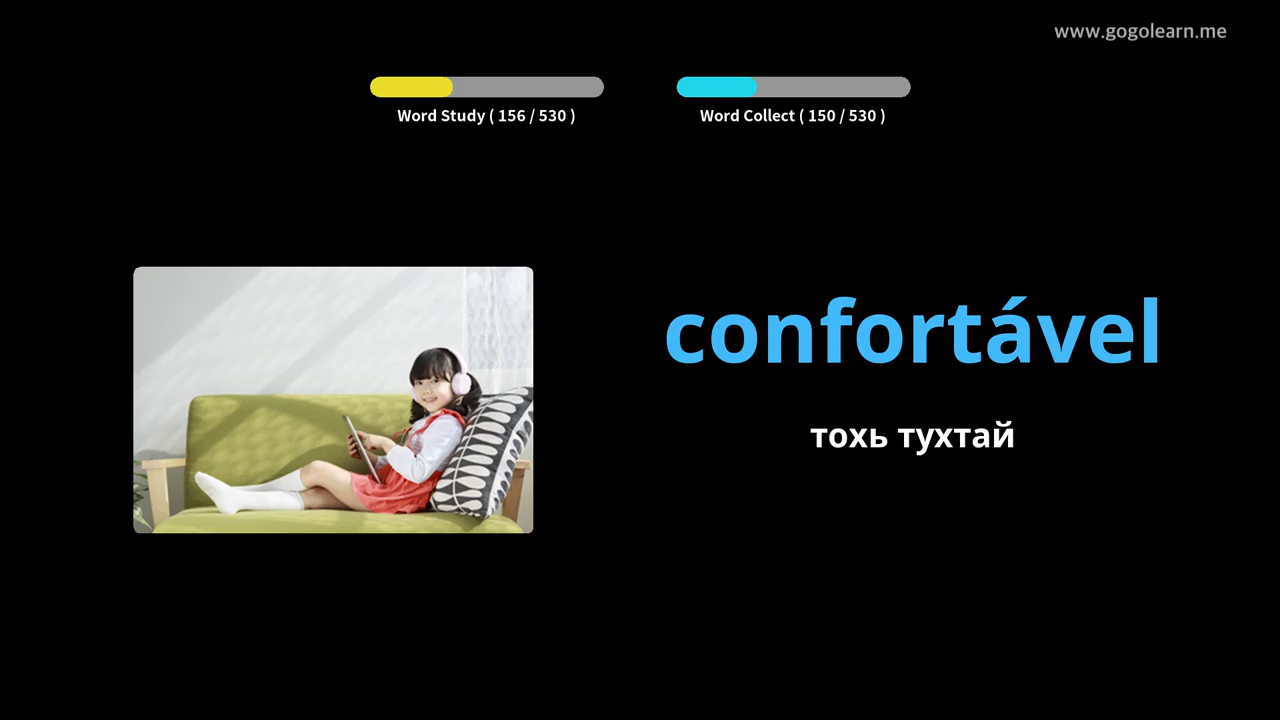 www.gogolearn.me
Word Study ( 156 / 530 )
Word Collect ( 150 / 530 )
confortável
тохь тухтай